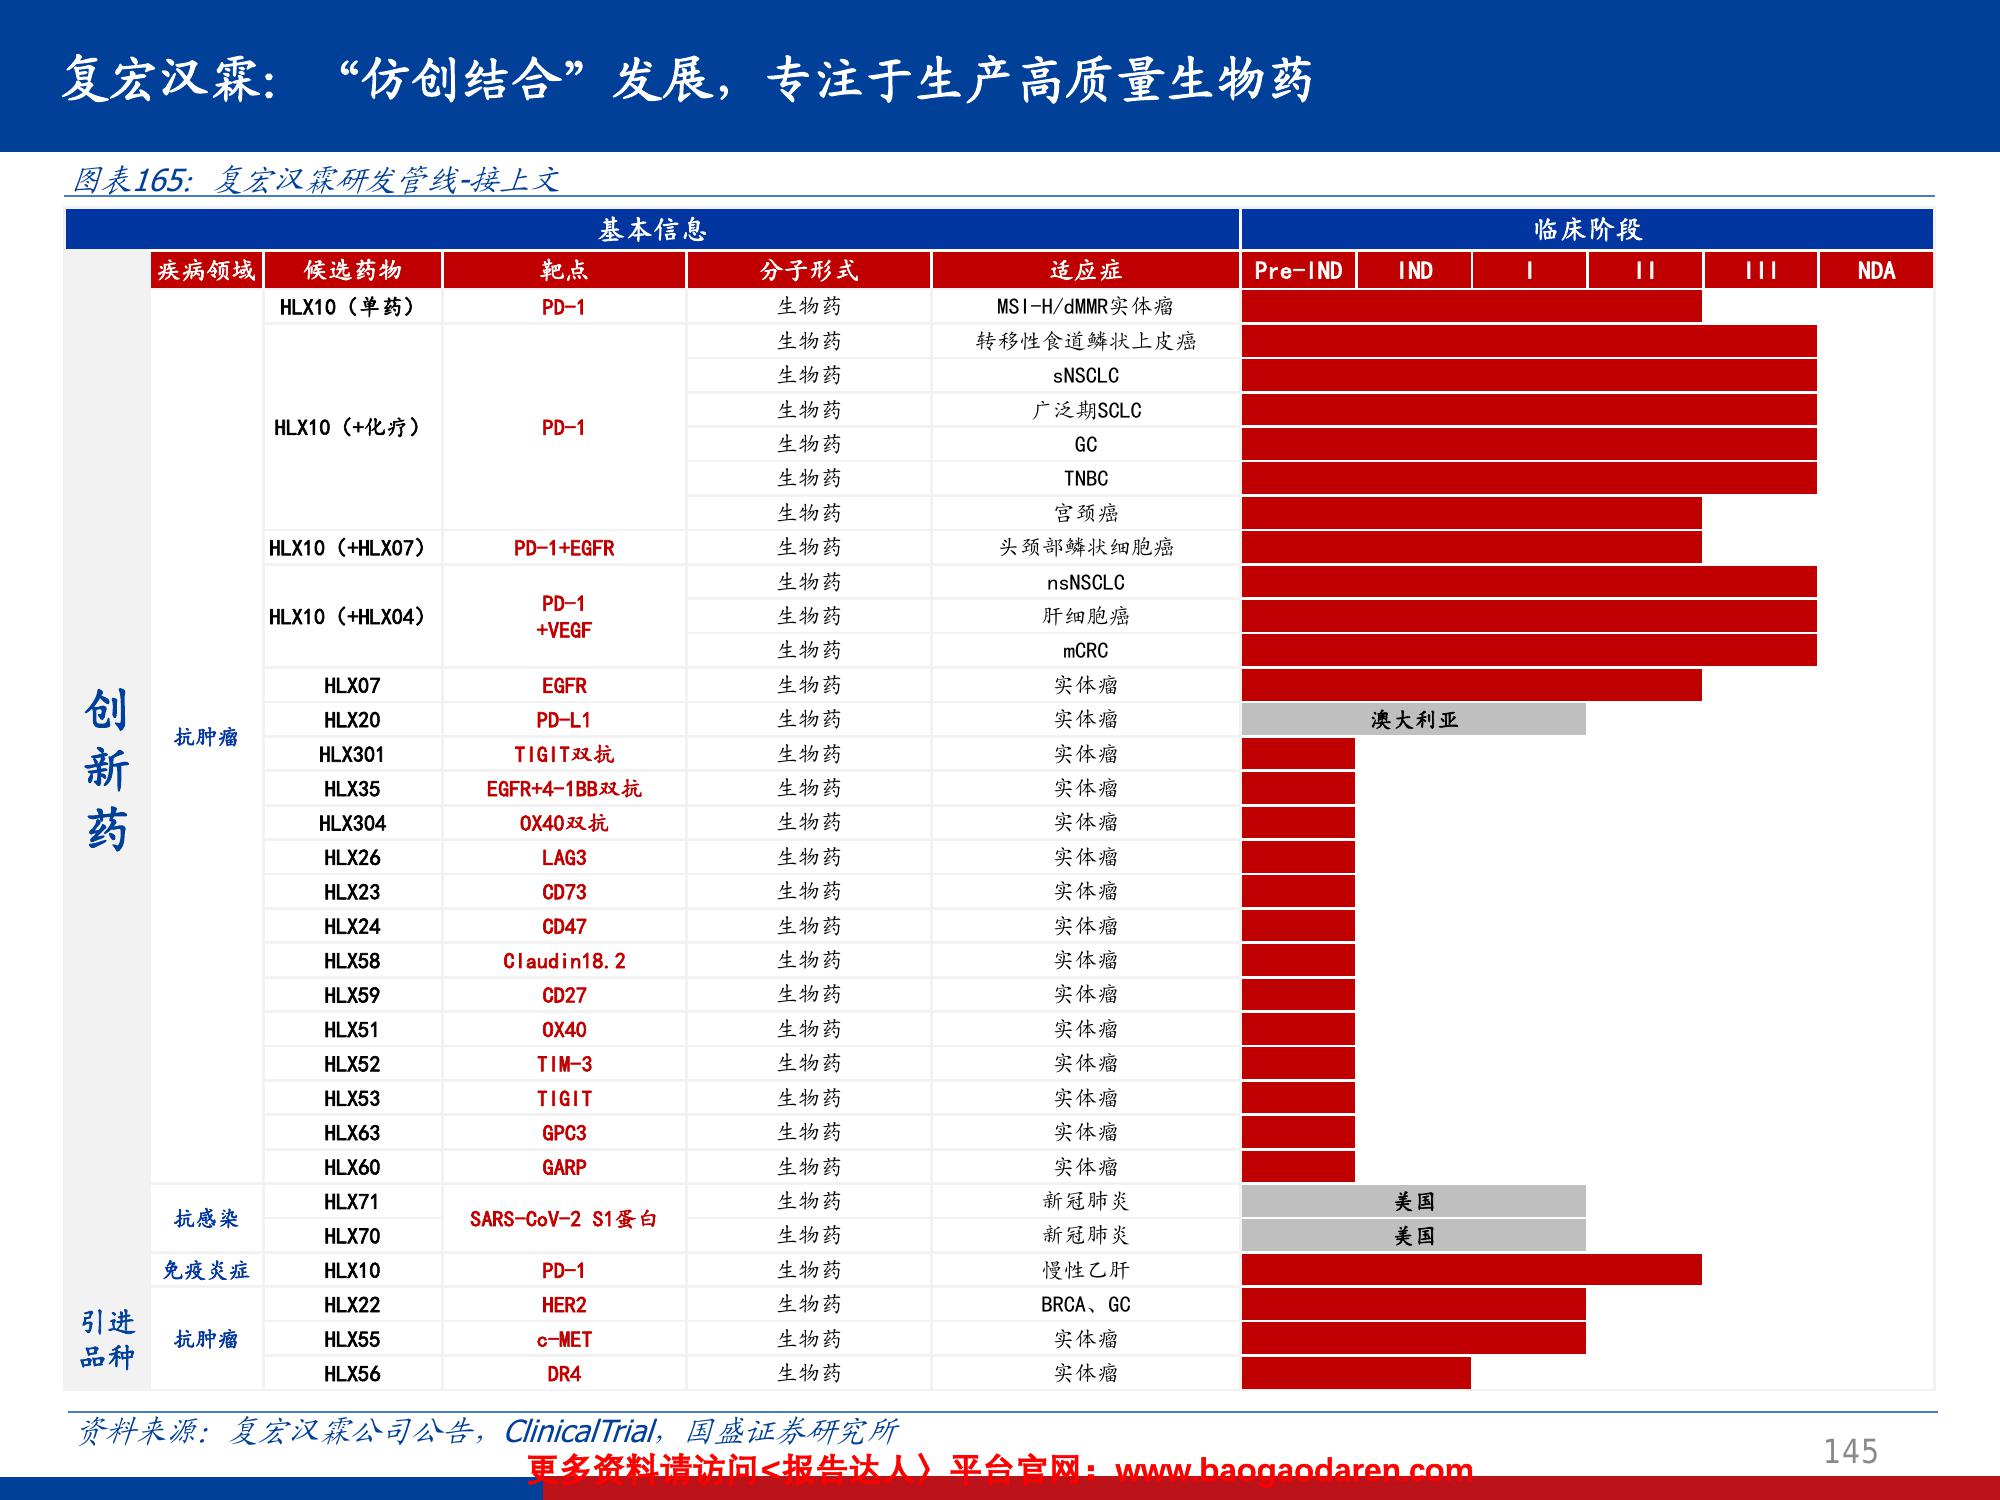 复宏汉霖：“仿创结合”发展，专注于生产高质量生物药
图表165：复宏汉霖研发管线-接上文
基本信息 临床阶段
疾病领域 候选药物 靶点 分子形式 适应症 Pre-IND IND I II III NDA
创新药
抗肿瘤
HLX10（单药） PD-1 生物药 MSI-H/dMMR实体瘤
HLX10（+化疗） PD-1
生物药 转移性食道鳞状上皮癌
生物药 sNSCLC
生物药 广泛期SCLC
生物药 GC
生物药 TNBC
生物药 宫颈癌
HLX10（+HLX07） PD-1+EGFR 生物药 头颈部鳞状细胞癌
HLX10（+HLX04） PD-1
+VEGF
生物药 nsNSCLC
生物药 肝细胞癌
生物药 mCRC
HLX07 EGFR 生物药 实体瘤
HLX20 PD-L1 生物药 实体瘤 澳大利亚
HLX301 TIGIT双抗 生物药 实体瘤
HLX35 EGFR+4-1BB双抗 生物药 实体瘤
HLX304 OX40双抗 生物药 实体瘤
HLX26 LAG3 生物药 实体瘤
HLX23 CD73 生物药 实体瘤
HLX24 CD47 生物药 实体瘤
HLX58 Claudin18.2 生物药 实体瘤
HLX59 CD27 生物药 实体瘤
HLX51 OX40 生物药 实体瘤
HLX52 TIM-3 生物药 实体瘤
HLX53 TIGIT 生物药 实体瘤
HLX63 GPC3 生物药 实体瘤
HLX60 GARP 生物药 实体瘤
抗感染
SARS-CoV-2 S1蛋白
HLX71 生物药 新冠肺炎 美国
HLX70 生物药 新冠肺炎 美国
免疫炎症 HLX10 PD-1 生物药 慢性乙肝
引进
品种
抗肿瘤
HLX22 HER2 生物药 BRCA、GC
HLX55 c-MET 生物药 实体瘤
HLX56 DR4 生物药 实体瘤
资料来源：复宏汉霖公司公告，ClinicalTrial，国盛证券研究所
145
更多资料请访问<报告达人〉平台官网：www.baogaodaren.com